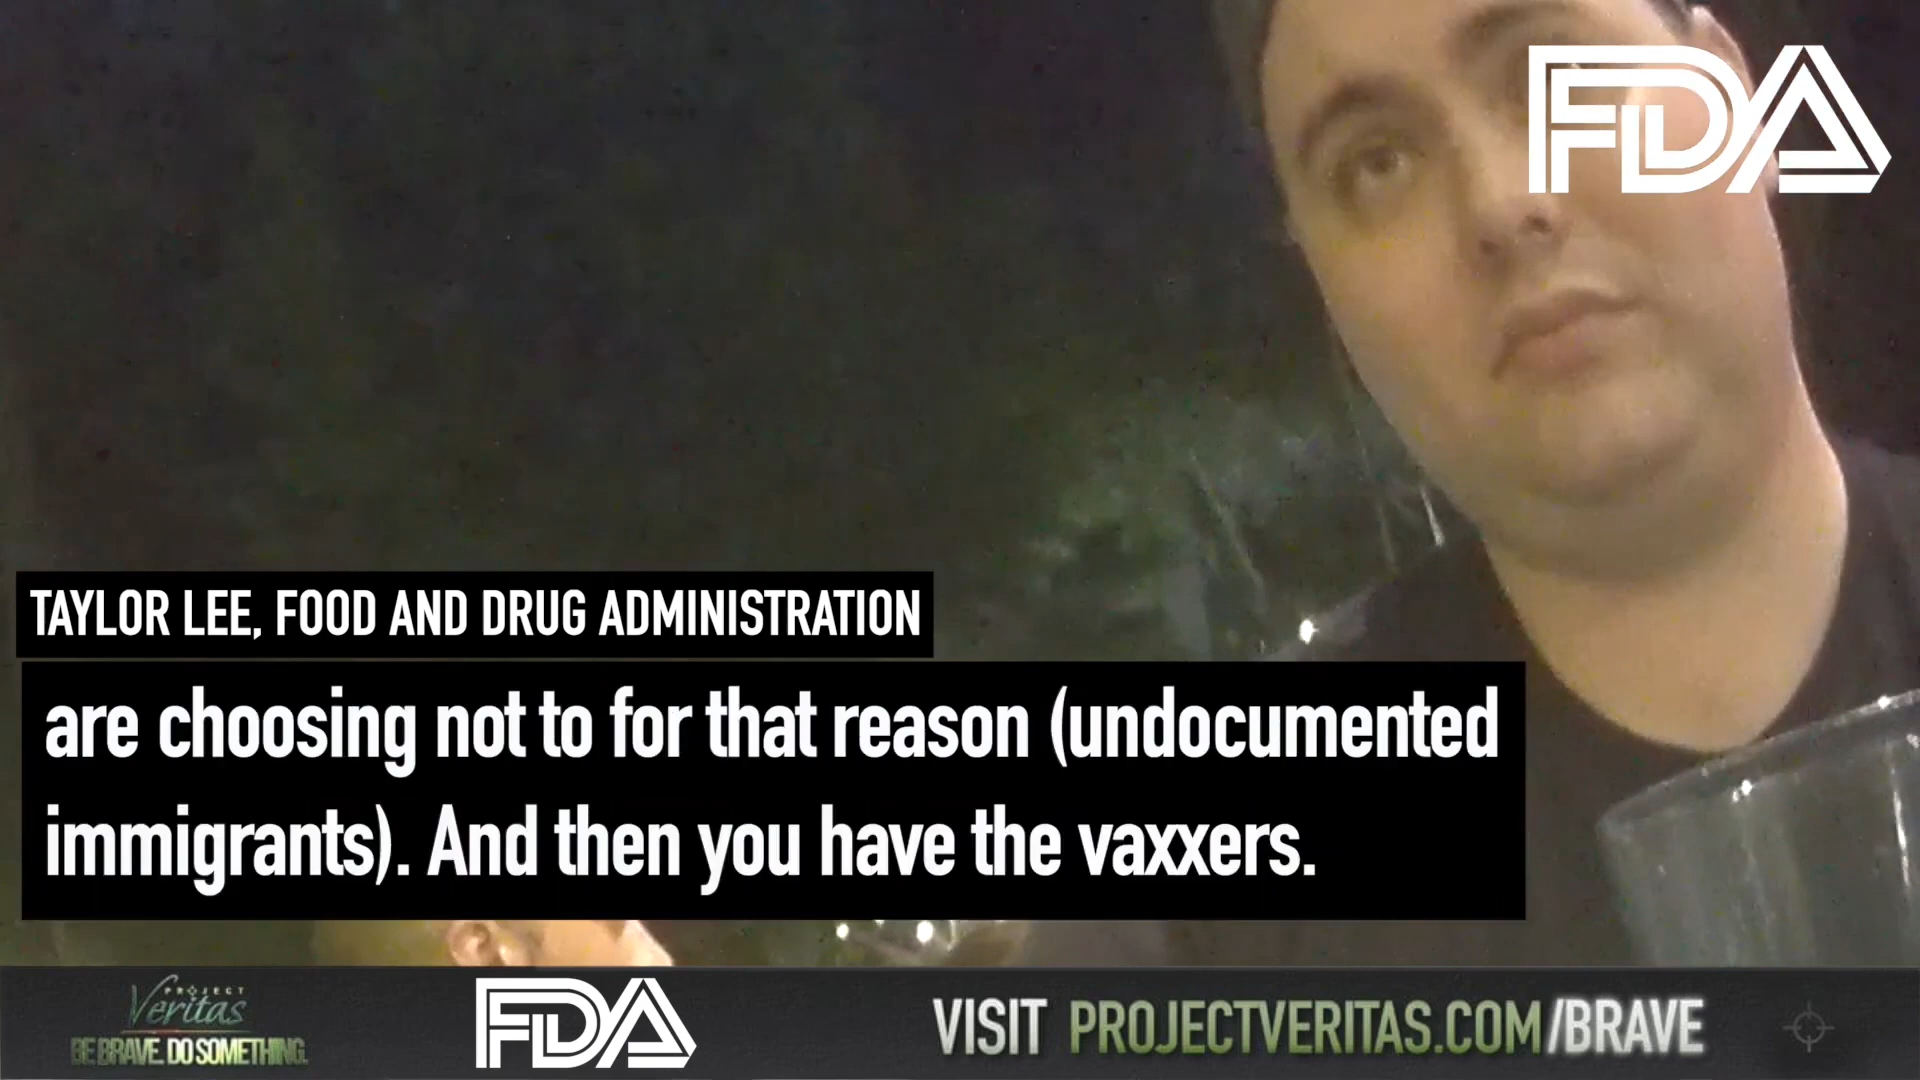 FDA
TAYLOR LEE, FOOD AND DRUG ADMINISTRATION
are choosing not to for that reason (undocumented
immigrants). And then you have the vaxxers.
PROJECT
Veritas
BE BRAVE. DO SOMETHING.
FDA
VISIT PROJECTVERITAS.COM/BRAVE